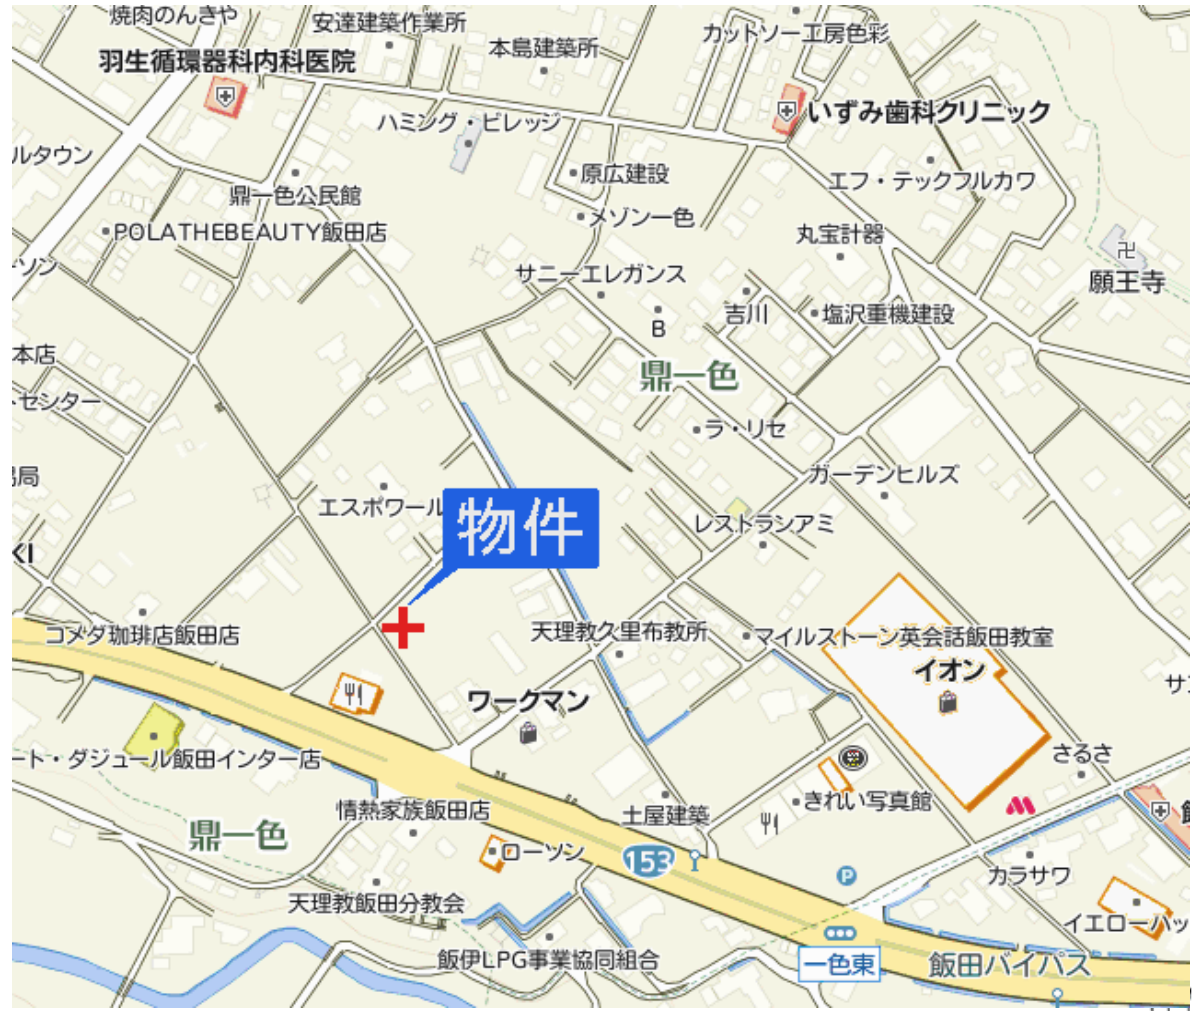 焼肉のんきや
安達建築作業所
カットソー工房色彩
本島建築所
羽生循環器科内科医院
いずみ歯科クリニック
ハミング・ビレッジ
ルタウン
原広建設
エフ・テックフルカワ
鼎一色公民館
メゾン一色
POLATHEBEAUTY飯田店
丸宝計器
ーソン
サニーエレガンス
卍
願王寺
吉川
塩沢重機建設
B
本店
鼎一色
トセンター
ラ・リセ
ガーデンヒルズ
局
エスポワール
物件
レストランアミ
KI
コメダ珈琲店飯田店
天理教久里布教所
マイルストーン英会話飯田教室
イオン
ワークマン
ート・ダジュール飯田インター店
さるさ
情熱家族飯田店
きれい写真館
土屋建築
鼎一色
ローソン
153
P
カラサワ
天理教飯田分教会
イエローハッ
飯伊LPG事業協同組合
一色東
飯田バイパス